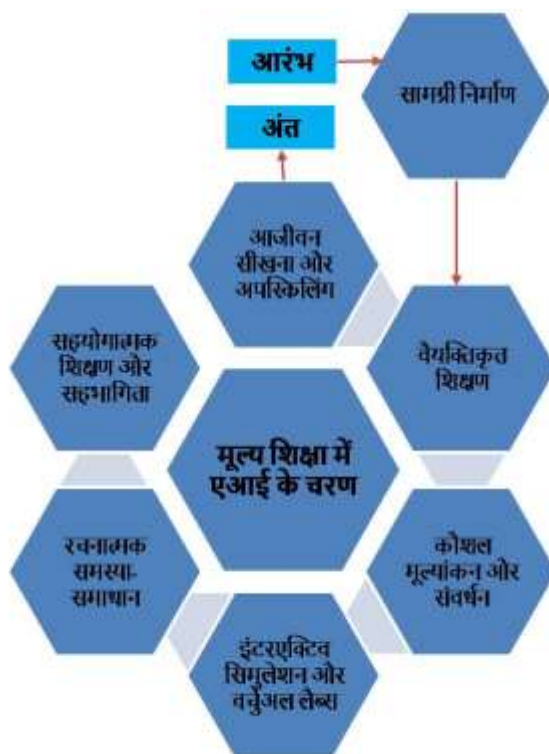 आरंभ
सामग्री निर्माण
अंत
आजीवन
सीखना और
अपस्किलिंग
वैयक्तिकृत
शिक्षण
सहयोगात्मक
शिक्षण और
सहभागिता
मूल्य शिक्षा में
एआई के चरण
कौशल
मूल्यांकन और
संवर्धन
रचनात्मक
समस्या-
समाधान
इंटरएक्टिव
सिमुलेशन और
वर्चुअल लैब्स